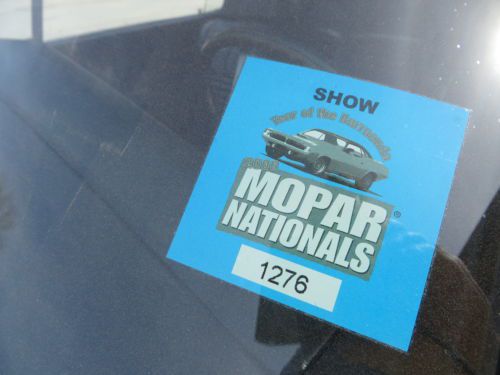 SHOW
Year of the Barracuda
MOPAR
NATIONALS
®
1276